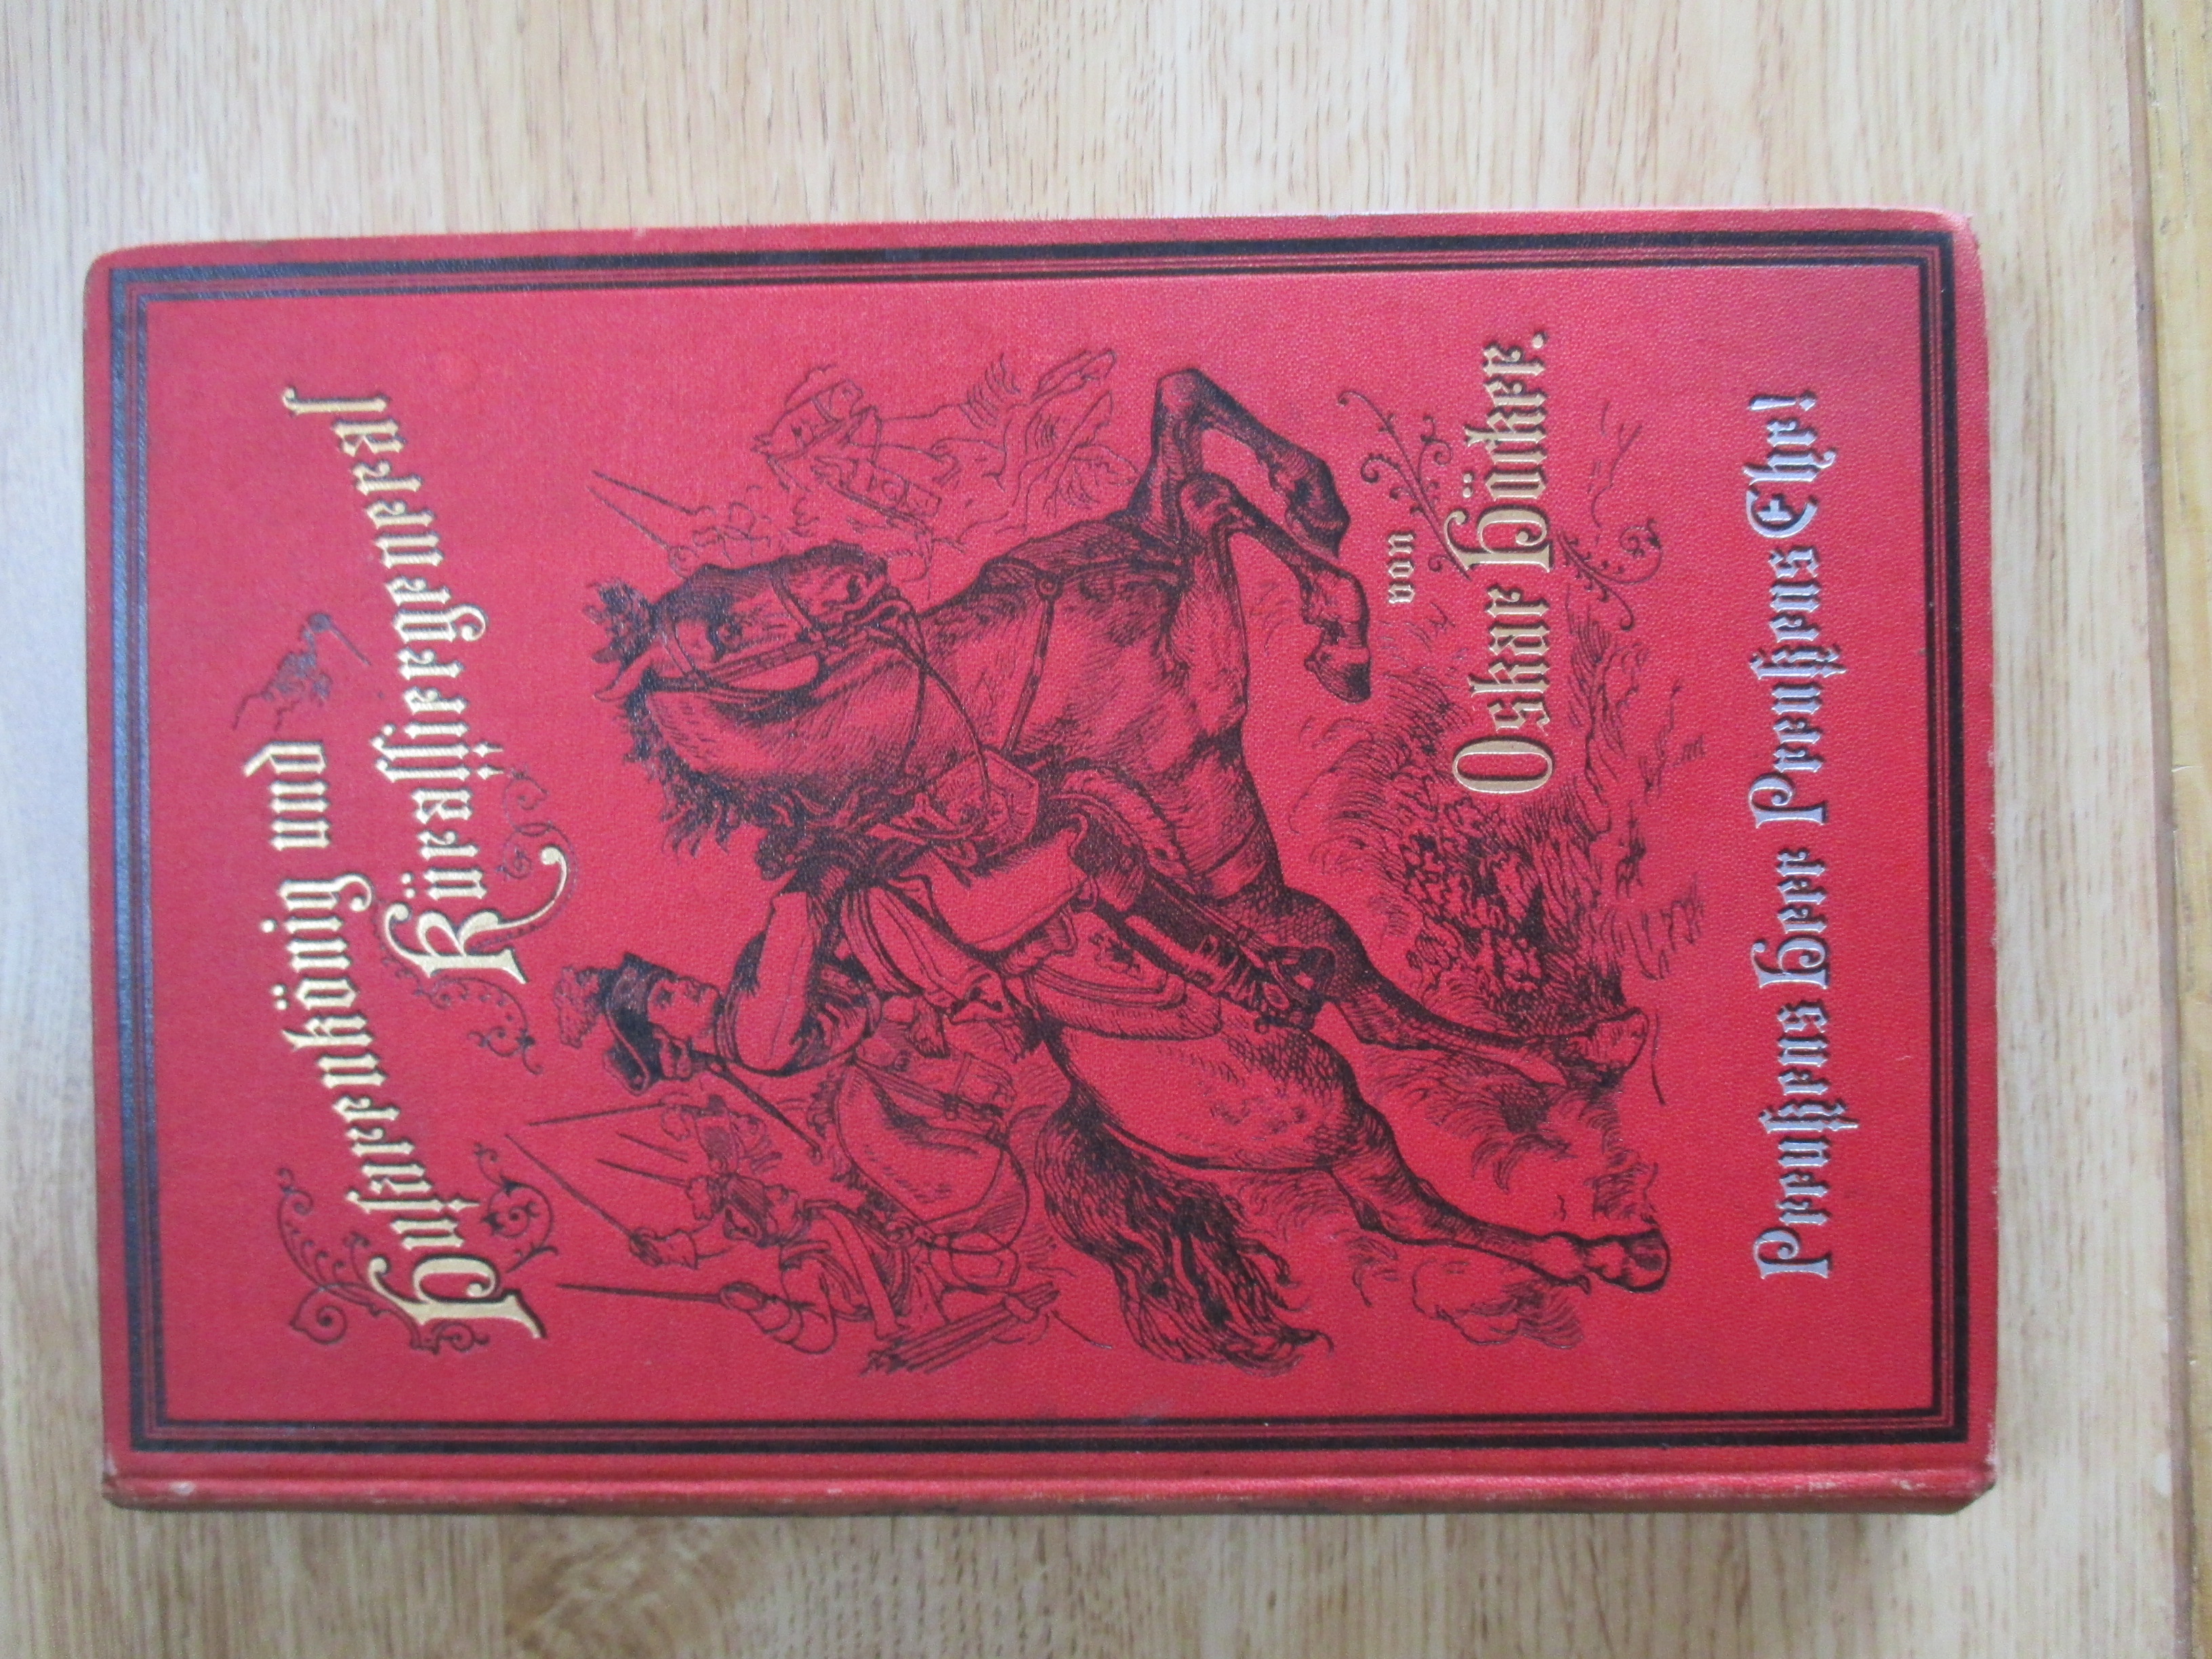 Husarenkönig und
Kürassiergeneral
von
Oskar Höcker.
Preußens Heer Preußens Ehr!